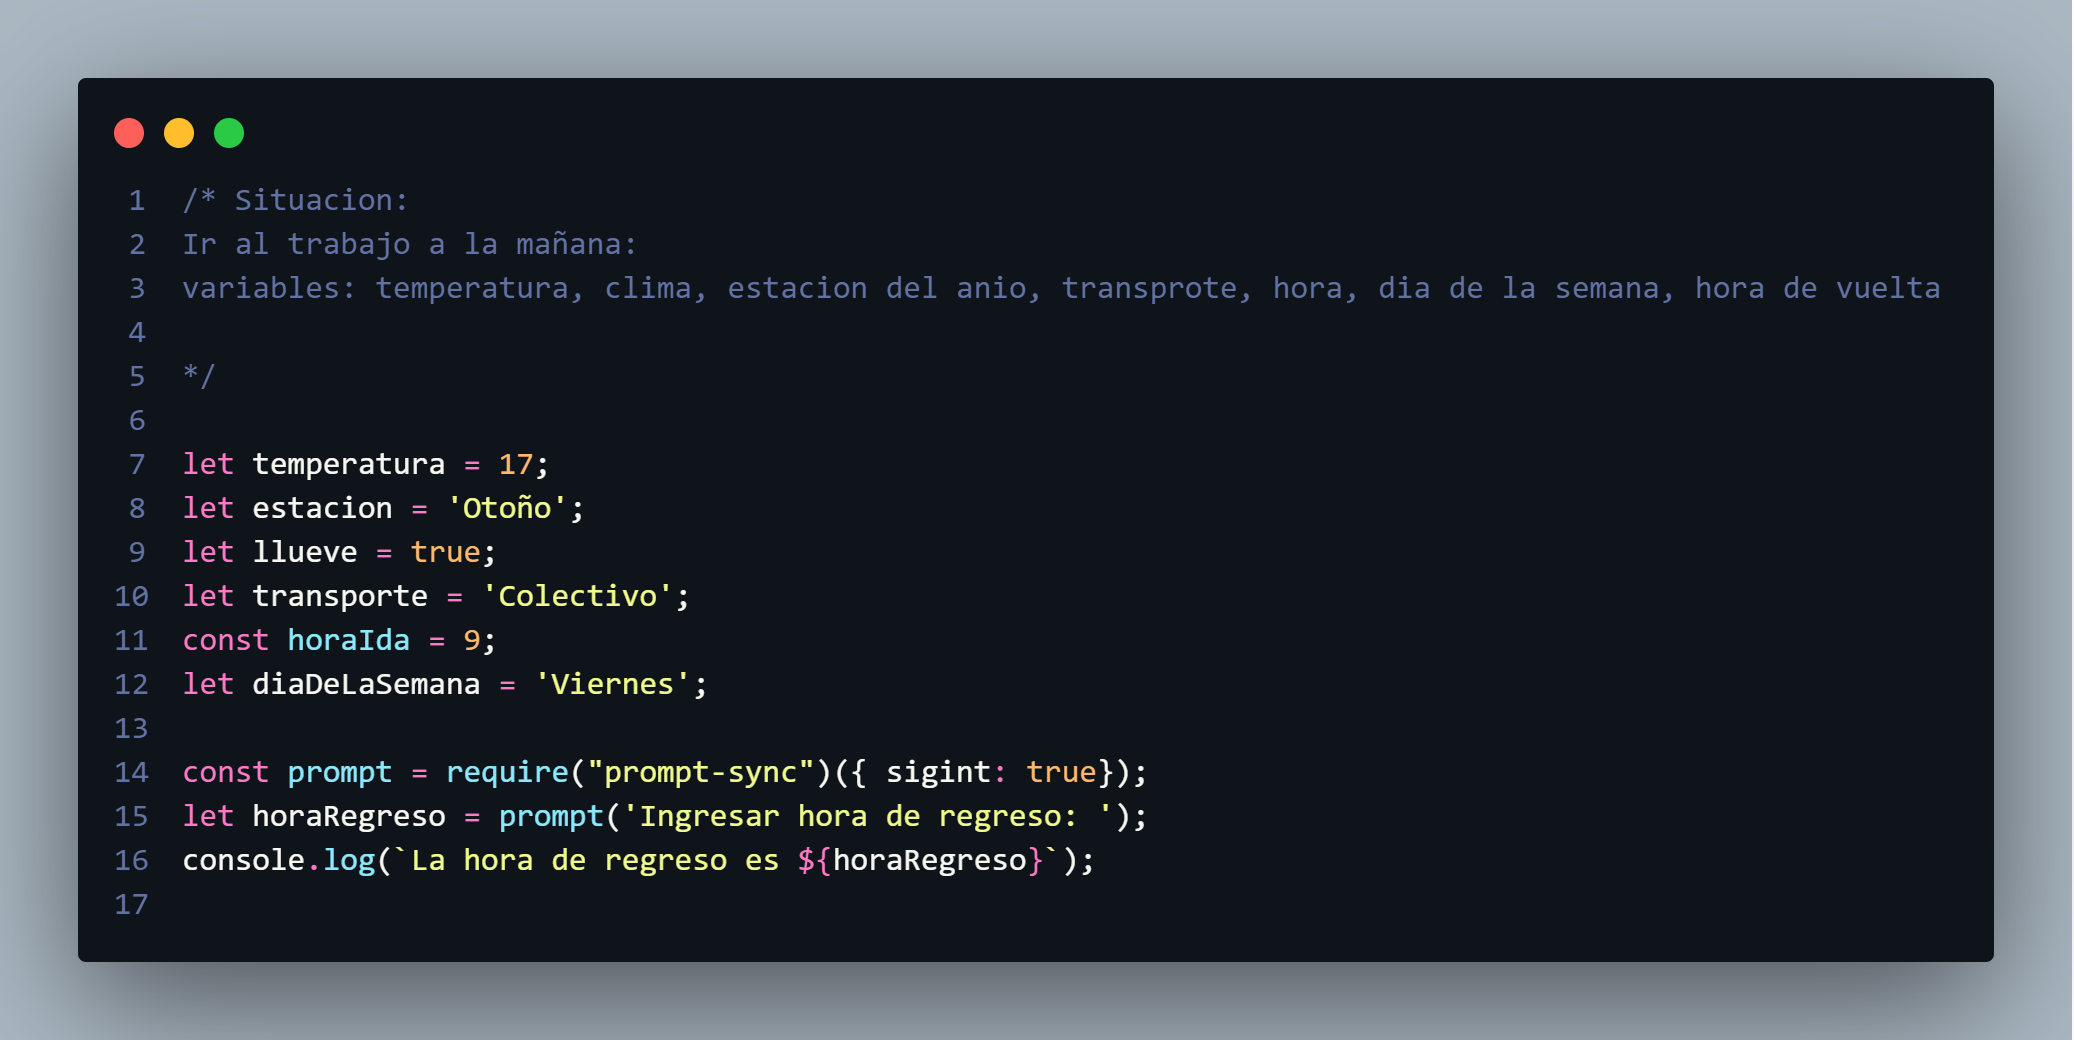 1 /* Situacion:
2 Ir al trabajo a la mañana:
3 variables: temperatura, clima, estacion del anio, transprote, hora, dia de la semana, hora de vuelta
4
5 */
6
7 let temperatura = 17;
8 let estacion = 'Otoño';
9 let llueve = true;
10 let transporte = 'Colectivo';
11 const horaIda = 9;
12 let diaDeLaSemana = 'Viernes';
13
14 const prompt = require("prompt-sync")({ sigint: true});
15 let horaRegreso = prompt('Ingresar hora de regreso: ');
16 console.log(`La hora de regreso es ${horaRegreso}`);
17